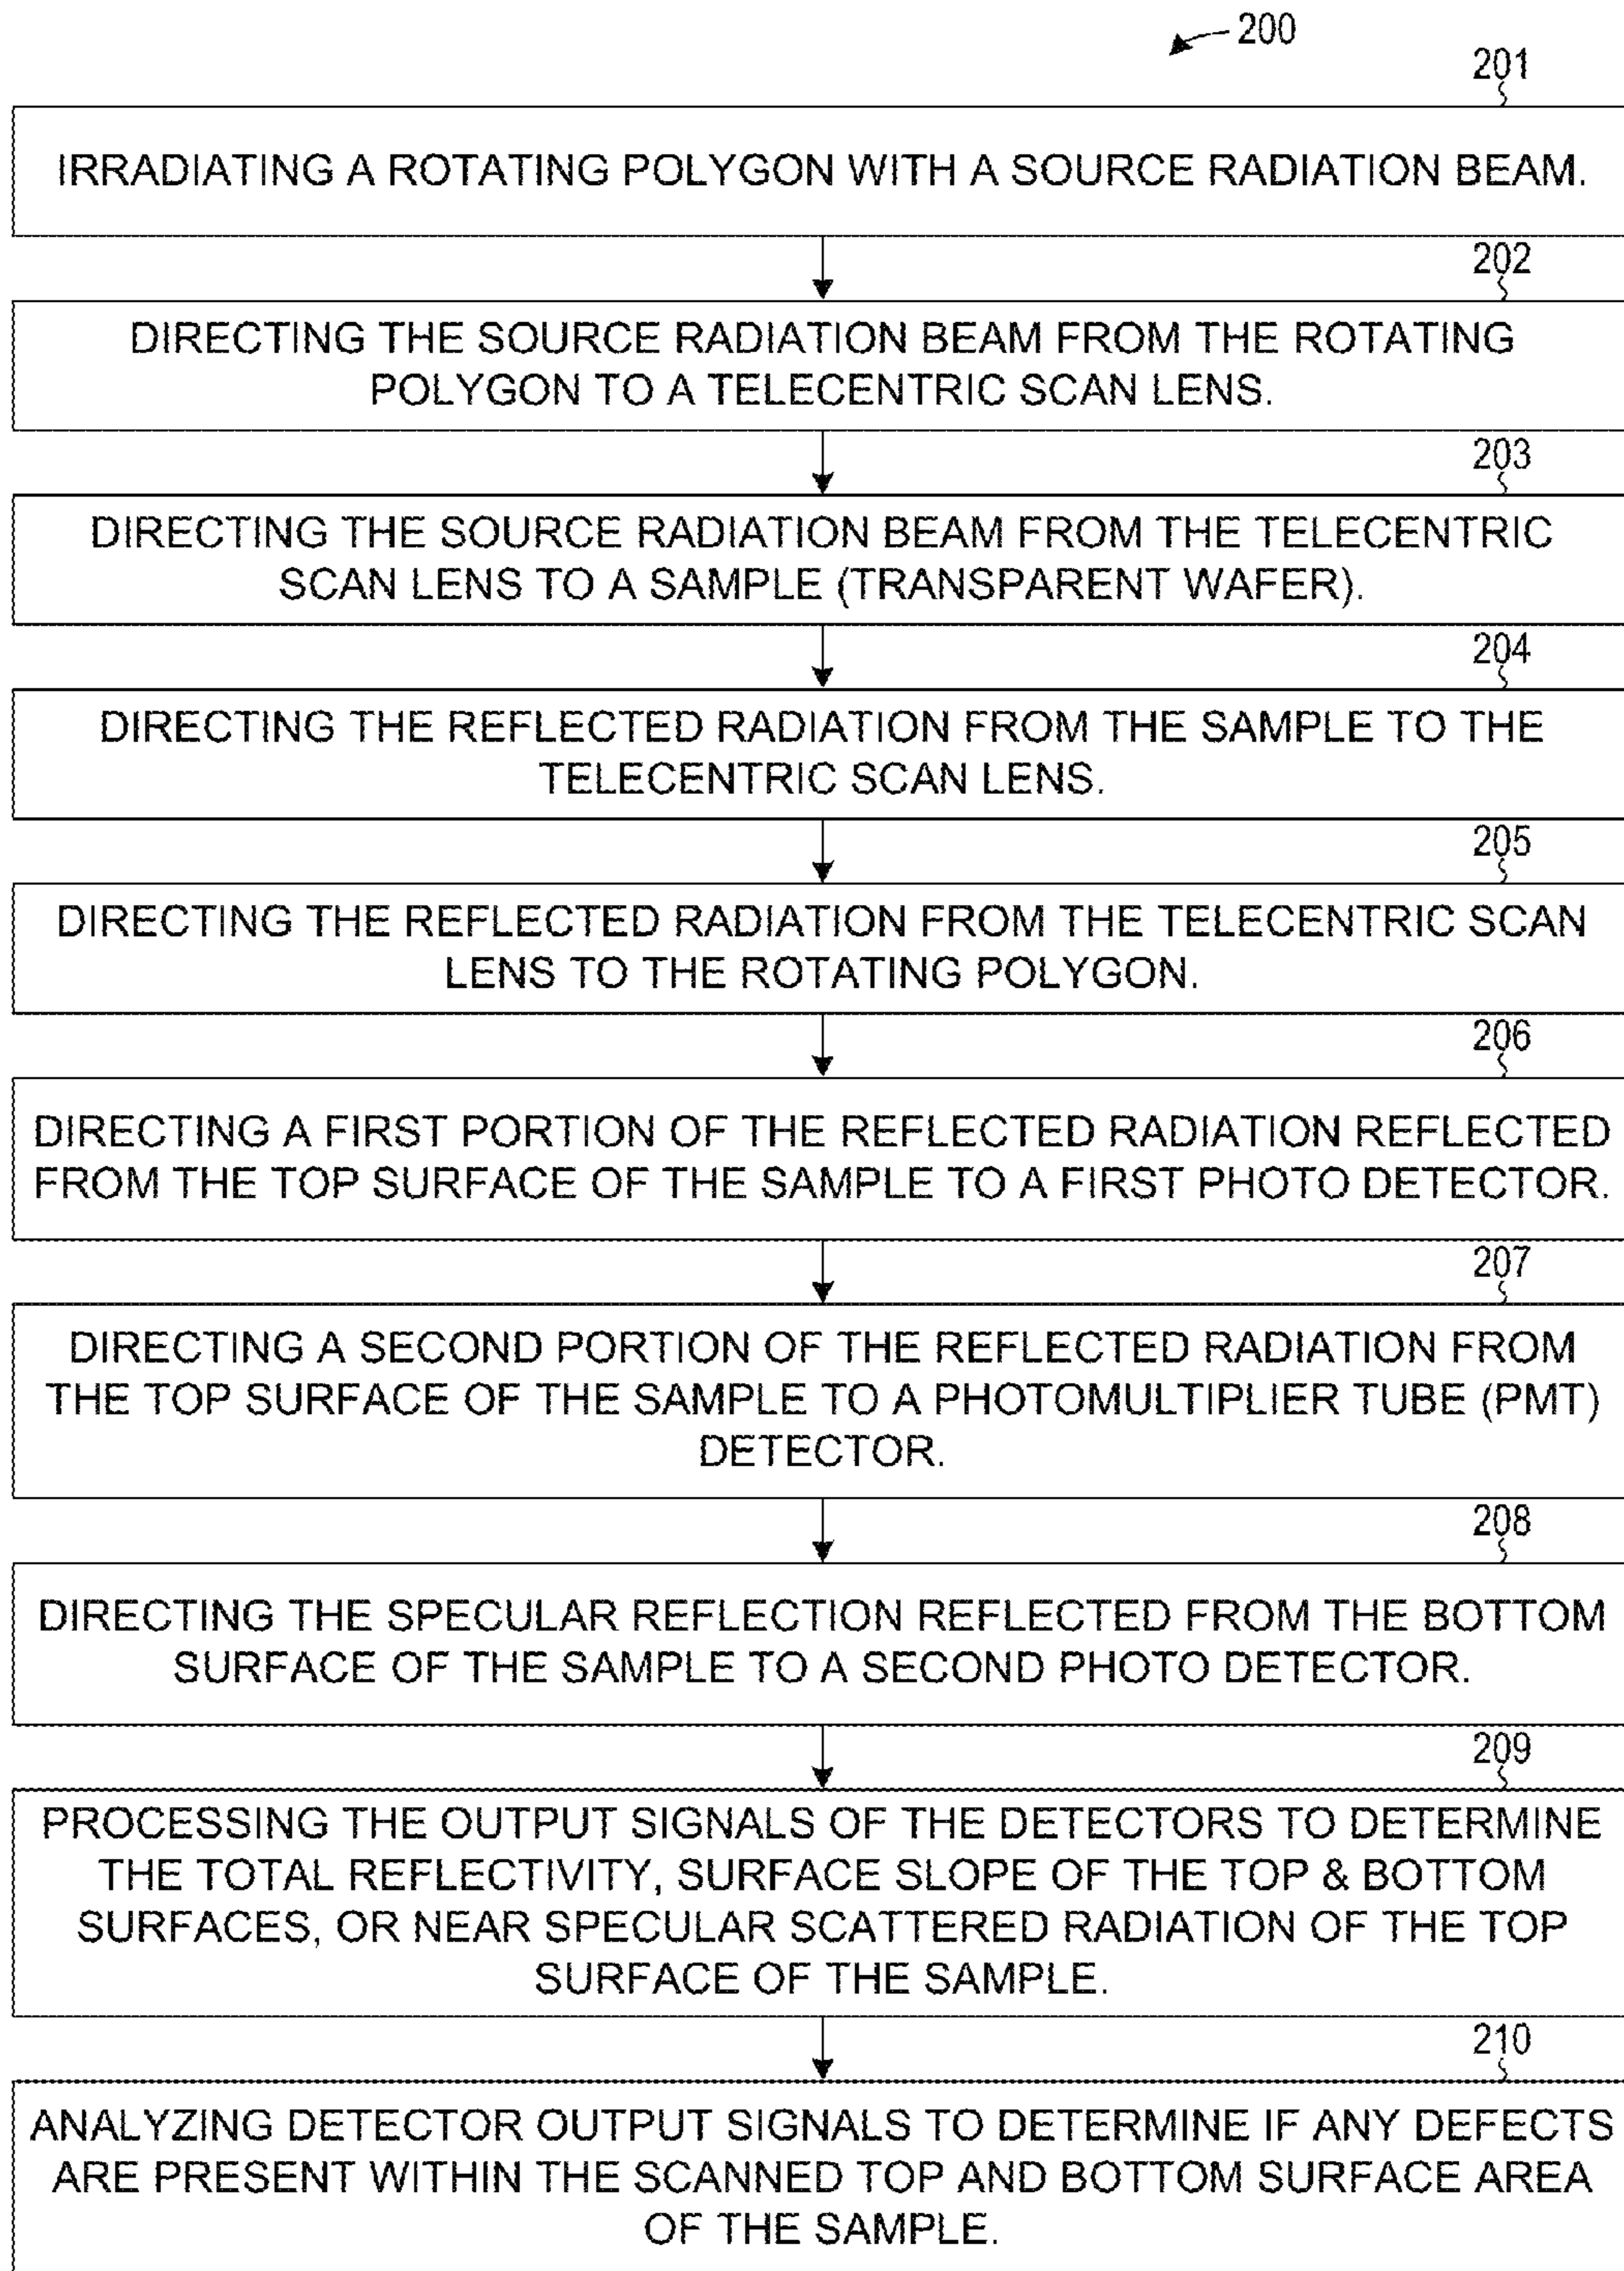 200
201
IRRADIATING A ROTATING POLYGON WITH A SOURCE RADIATION BEAM.
202
DIRECTING THE SOURCE RADIATION BEAM FROM THE ROTATING
POLYGON TO A TELECENTRIC SCAN LENS.
203
DIRECTING THE SOURCE RADIATION BEAM FROM THE TELECENTRIC
SCAN LENS TO A SAMPLE (TRANSPARENT WAFER).
204
DIRECTING THE REFLECTED RADIATION FROM THE SAMPLE TO THE
TELECENTRIC SCAN LENS.
205
DIRECTING THE REFLECTED RADIATION FROM THE TELECENTRIC SCAN
LENS TO THE ROTATING POLYGON.
206
DIRECTING A FIRST PORTION OF THE REFLECTED RADIATION REFLECTED
FROM THE TOP SURFACE OF THE SAMPLE TO A FIRST PHOTO DETECTOR.
207
DIRECTING A SECOND PORTION OF THE REFLECTED RADIATION FROM
THE TOP SURFACE OF THE SAMPLE TO A PHOTOMULTIPLIER TUBE (PMT)
DETECTOR.
208
DIRECTING THE SPECULAR REFLECTION REFLECTED FROM THE BOTTOM
SURFACE OF THE SAMPLE TO A SECOND PHOTO DETECTOR.
209
PROCESSING THE OUTPUT SIGNALS OF THE DETECTORS TO DETERMINE
THE TOTAL REFLECTIVITY, SURFACE SLOPE OF THE TOP & BOTTOM
SURFACES, OR NEAR SPECULAR SCATTERED RADIATION OF THE TOP
SURFACE OF THE SAMPLE.
210
ANALYZING DETECTOR OUTPUT SIGNALS TO DETERMINE IF ANY DEFECTS
ARE PRESENT WITHIN THE SCANNED TOP AND BOTTOM SURFACE AREA
OF THE SAMPLE.